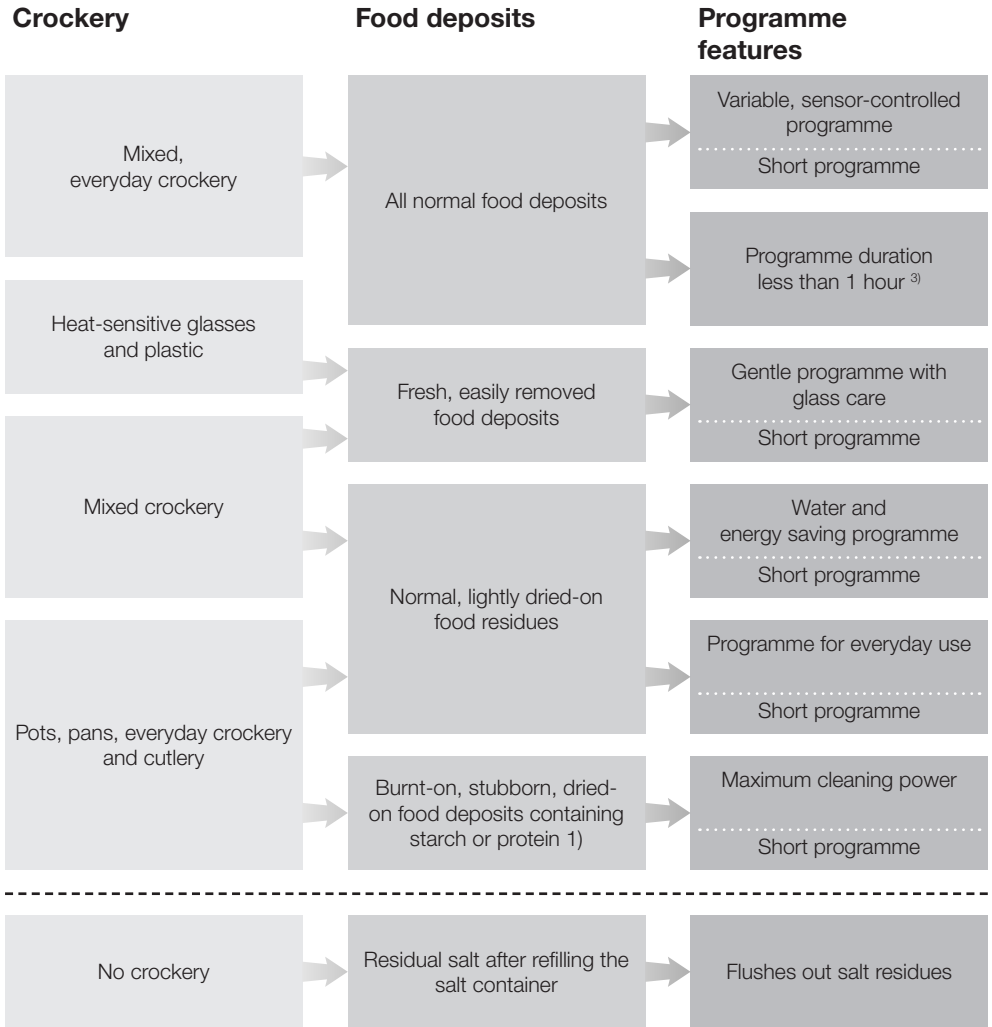 Crockery
Food deposits
Programme
features
Mixed,
everyday crockery
All normal food deposits
Variable, sensor-controlled
programme
Short programme
Programme duration
less than 1 hour 3)
Heat-sensitive glasses
and plastic
Fresh, easily removed
food deposits
Gentle programme with
glass care
Short programme
Mixed crockery
Normal, lightly dried-on
food residues
Water and
energy saving programme
Short programme
Programme for everyday use
Short programme
Pots, pans, everyday crockery
and cutlery
Burnt-on, stubborn, dried-
on food deposits containing
starch or protein 1)
Maximum cleaning power
Short programme
No crockery
Residual salt after refilling the
salt container
Flushes out salt residues